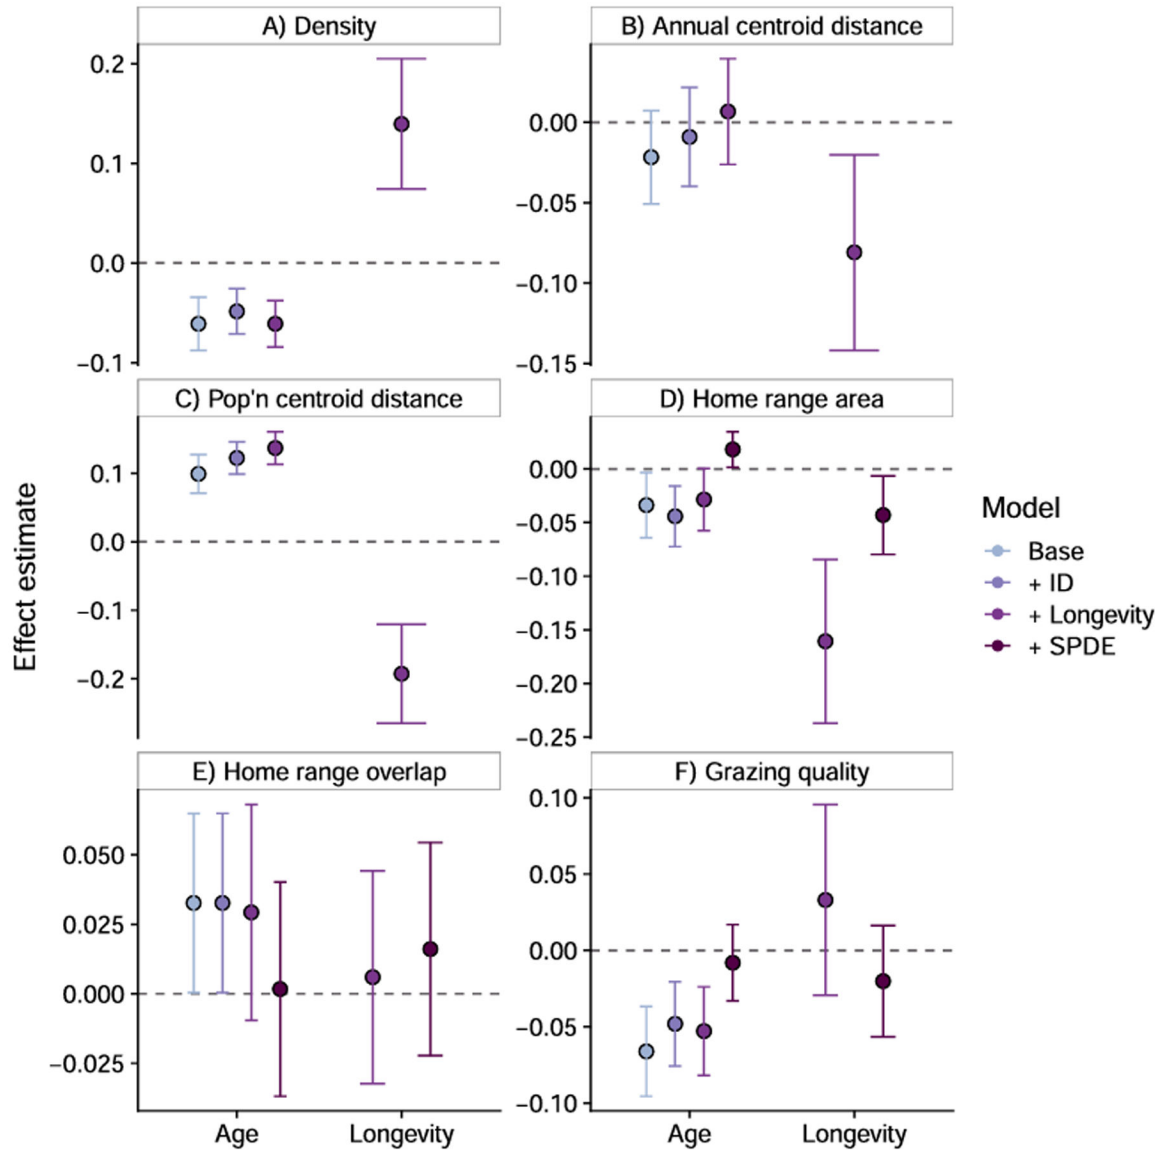 A) Density
B) Annual centroid distance
0.2
0.1
0.0
−0.1
0.00
−0.05
−0.10
−0.15
C) Pop'n centroid distance
D) Home range area
0.1
0.0
−0.1
−0.2
0.00
−0.05
−0.10
−0.15
−0.20
−0.25
Effect estimate
E) Home range overlap
F) Grazing quality
0.050
0.025
0.000
−0.025
0.10
0.05
0.00
−0.05
−0.10
Age
Longevity
Age
Longevity
Model
Base
+ ID
+ Longevity
+ SPDE